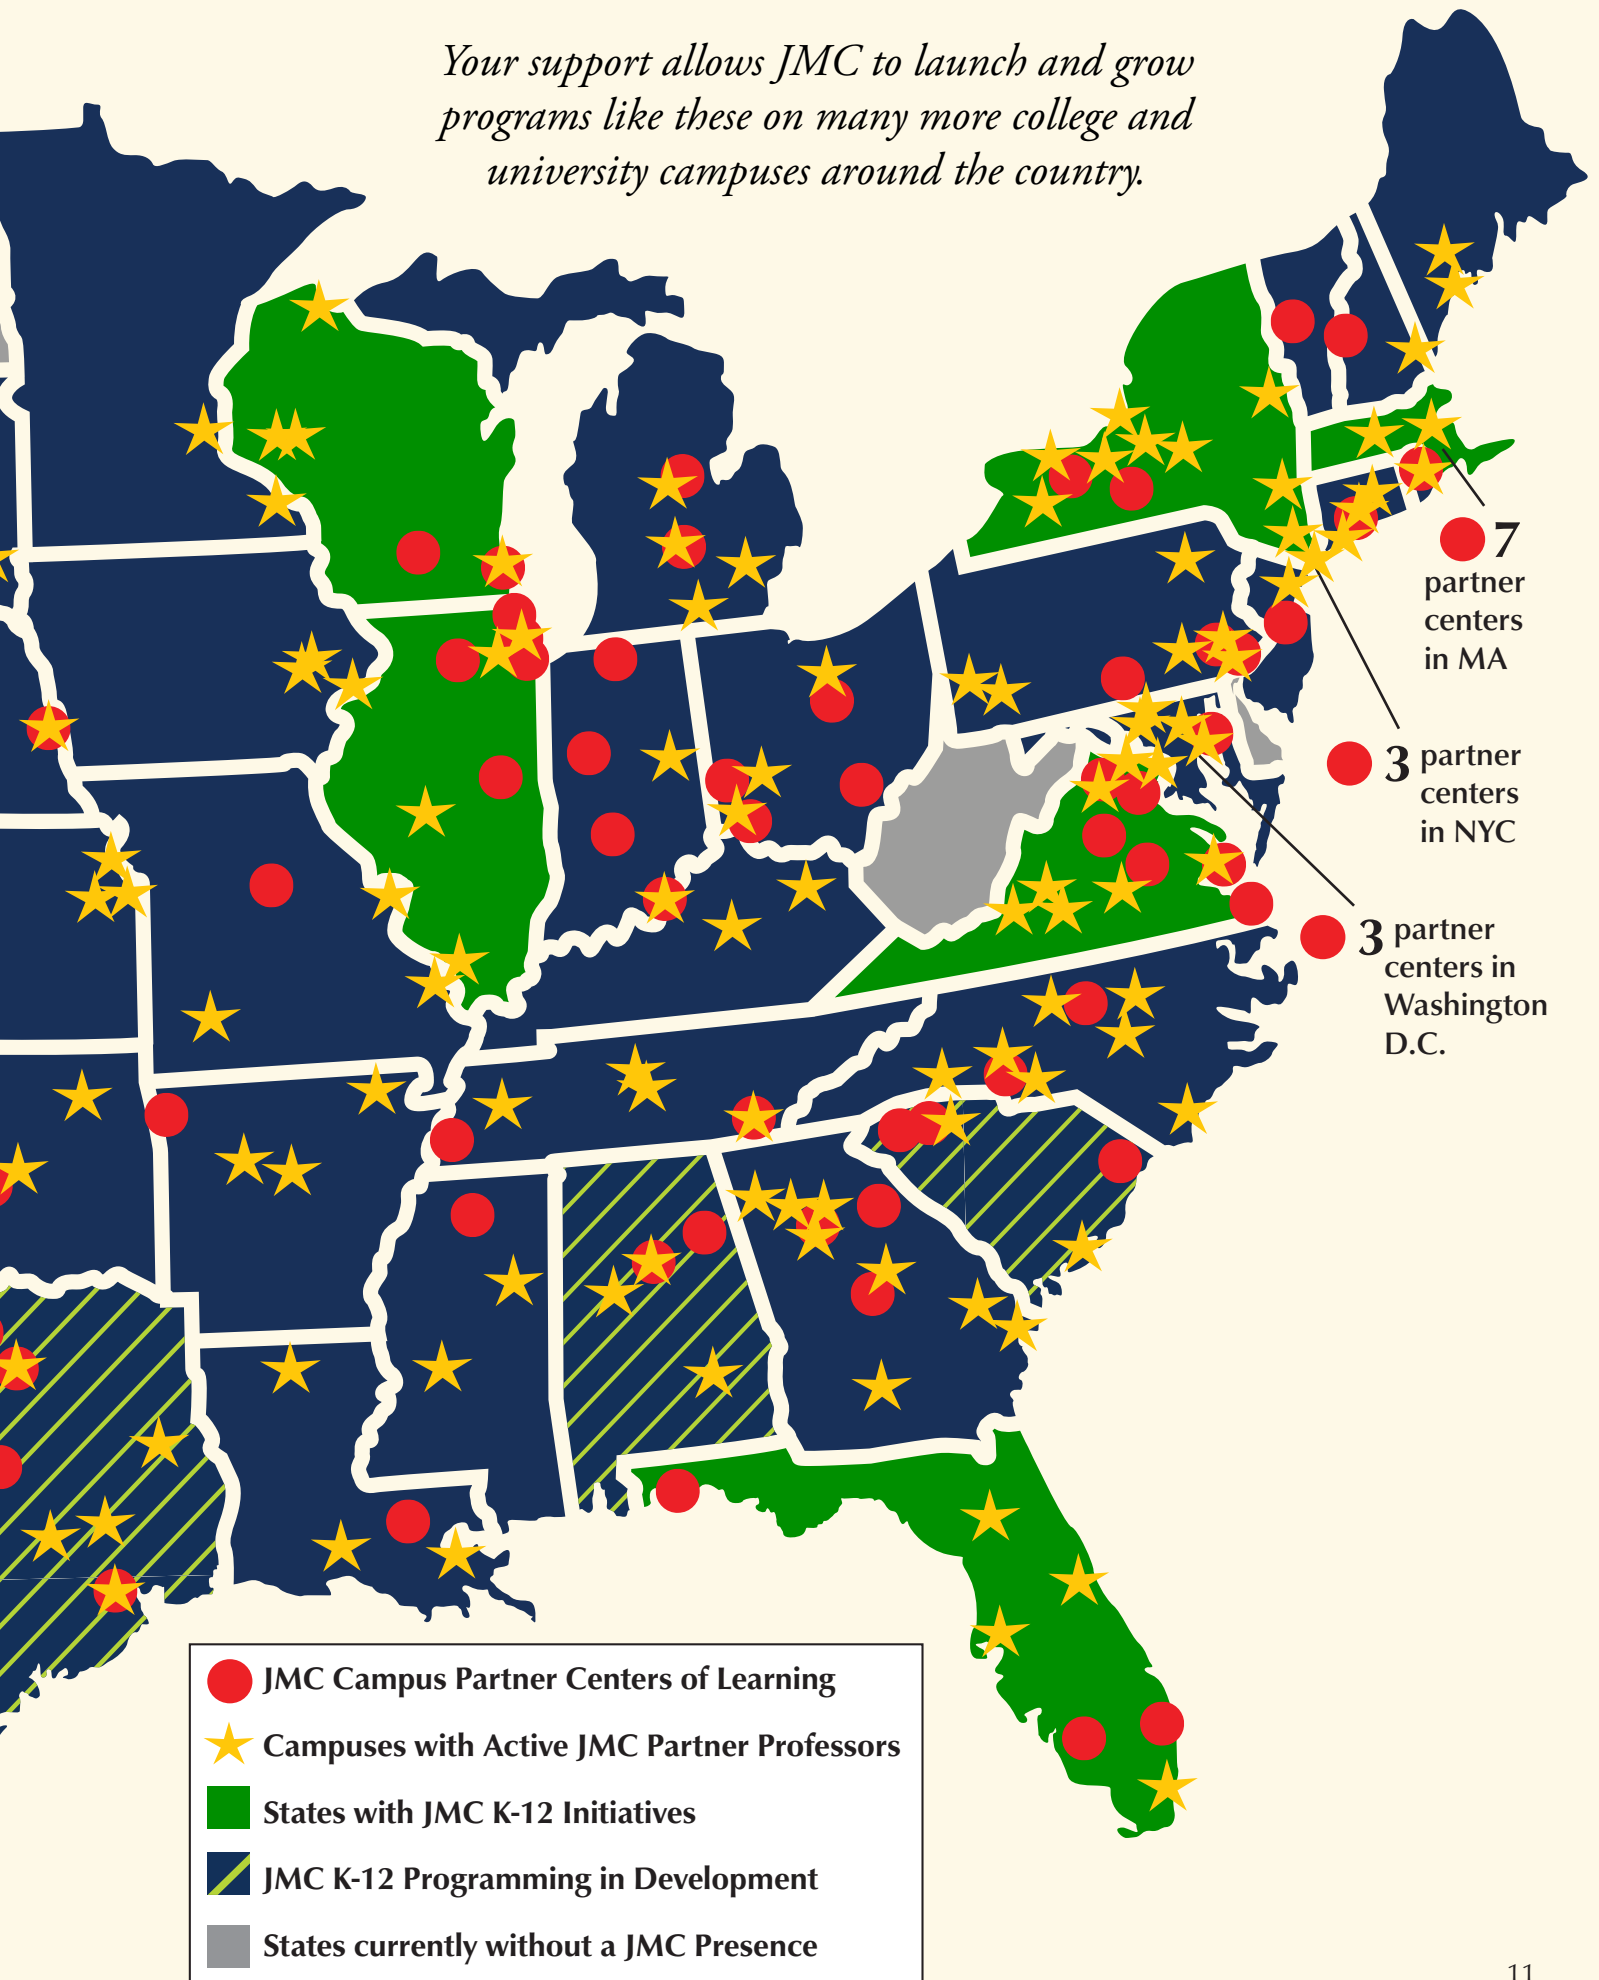 Your support allows JMC to launch and grow
programs like these on many more college and
university campuses around the country.
7
partner
centers
in MA
3 partner
centers
in NYC
3 partner
centers in
Washington
D.C.
JMC Campus Partner Centers of Learning
Campuses with Active JMC Partner Professors
States with JMC K-12 Initiatives
JMC K-12 Programming in Development
States currently without a JMC Presence
11